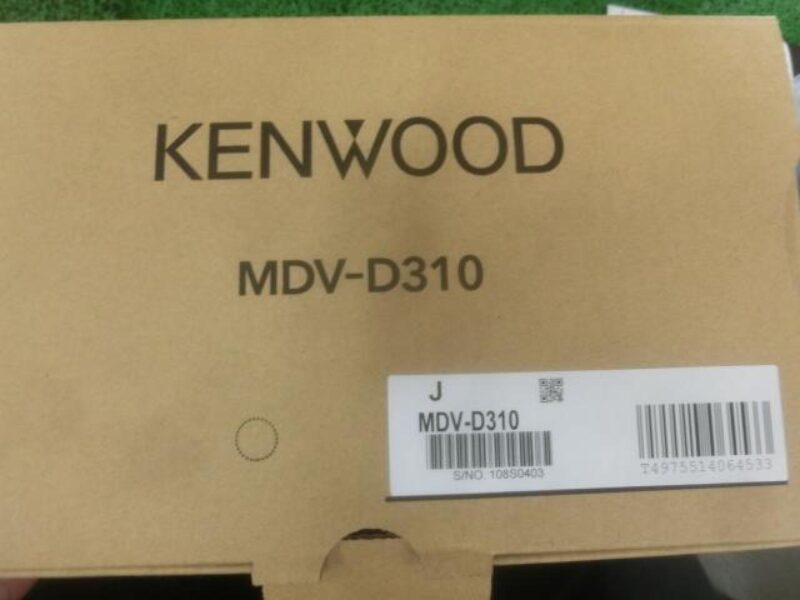 KENWOOD
MDV-D310
J
MDV-D310
S/NO. 108S0403
T4975514064533